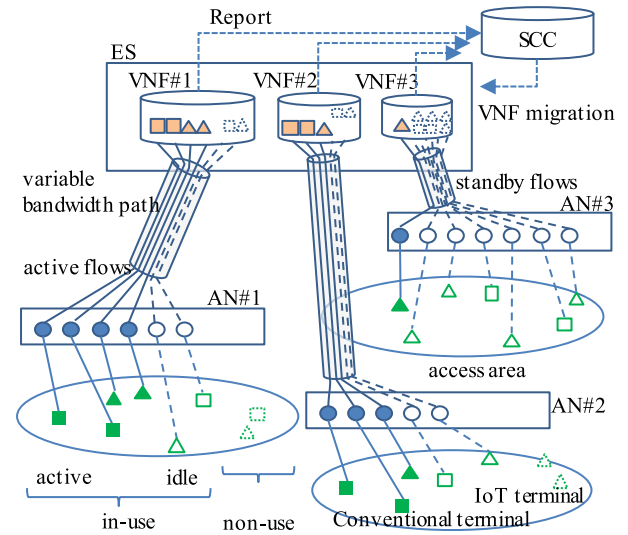 Report
SCC
ES
VNF#1
VNF#2
VNF#3
VNF migration
variable
bandwidth path
standby flows
AN#3
active flows
AN#1
access area
AN#2
active
idle
in-use
non-use
IoT terminal
Conventional terminal